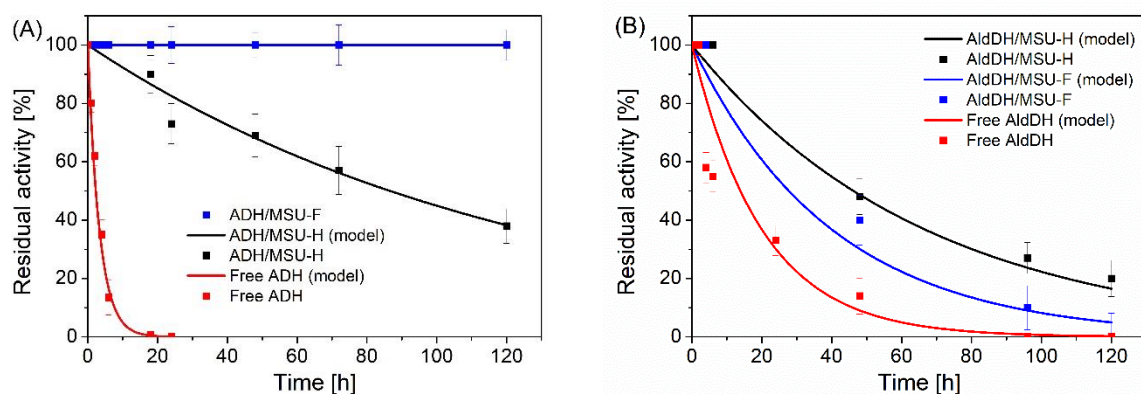 (A)
Residual activity [%]
100
80
60
40
20
0
ADH/MSU-F
ADH/MSU-H (model)
ADH/MSU-H
Free ADH (model)
Free ADH
0 20 40 60 80 100 120
Time [h]
(B)
Residual activity [%]
100
80
60
40
20
0
AldDH/MSU-H (model)
AldDH/MSU-H
AldDH/MSU-F (model)
AldDH/MSU-F
Free AldDH (model)
Free AldDH
0 20 40 60 80 100 120
Time [h]